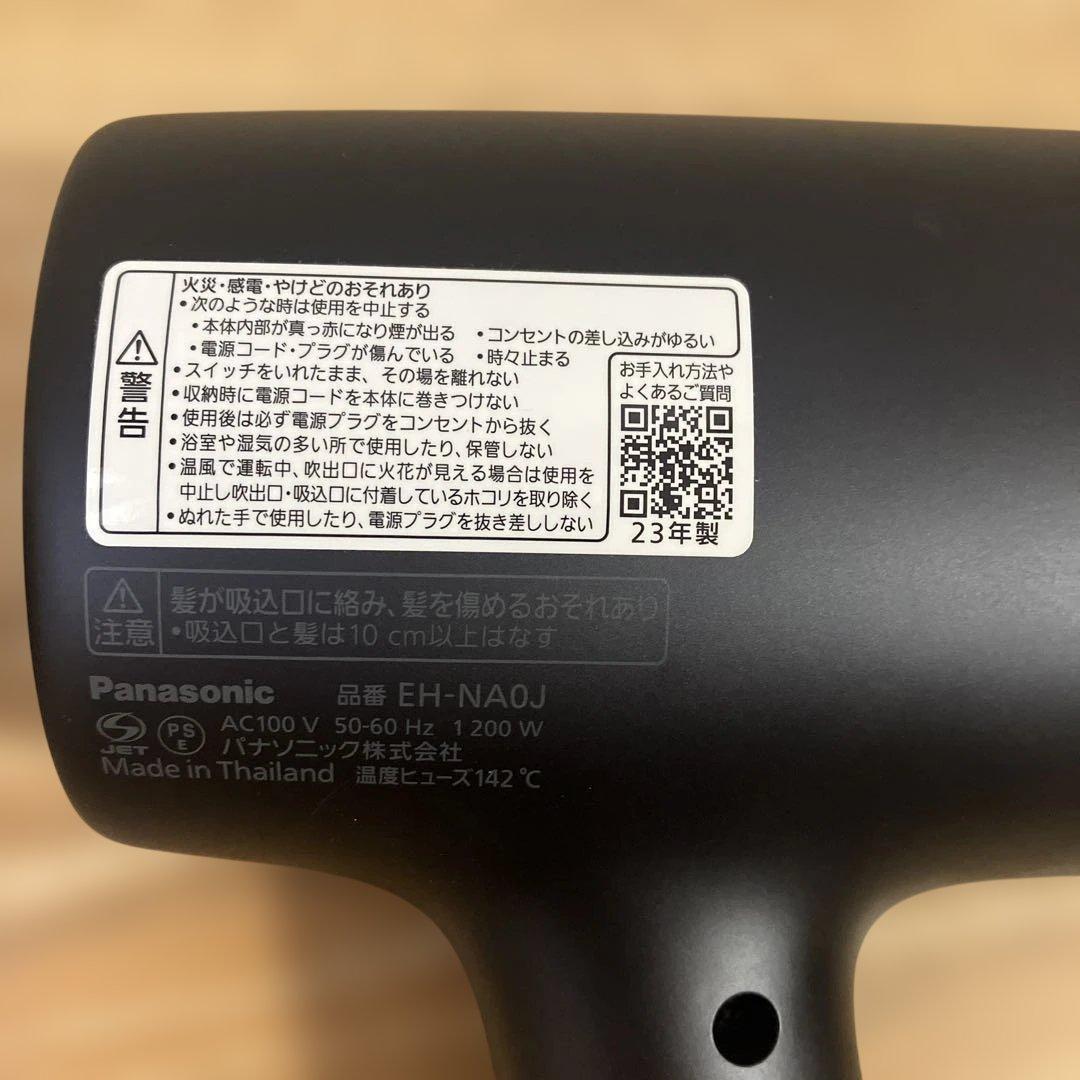 警告
火災・感電・やけどのおそれあり
•次のような時は使用を中止する
•本体内部が真っ赤になり煙が出る •コンセントの差し込みがゆるい
•電源コード・プラグが傷んでいる •時々止まる
•スイッチをいれたまま、その場を離れない
•収納時に電源コードを本体に巻きつけない
•使用後は必ず電源プラグをコンセントから抜く
•浴室や湿気の多い所で使用したり、保管しない
•温風で運転中、吹出口に火花が見える場合は使用を
中止し吹出口・吸込口に付着しているホコリを取り除く
•ぬれた手で使用したり、電源プラグを抜き差ししない
お手入れ方法や
よくあるご質問
23年製
注意
髪が吸込口に絡み、髪を傷めるおそれあり
•吸込口と髪は10 cm以上はなす
Panasonic 品番 EH-NA0J
JET PSE AC100 V 50-60 Hz 1 200 W
パナソニック株式会社
Made in Thailand 温度ヒューズ142℃